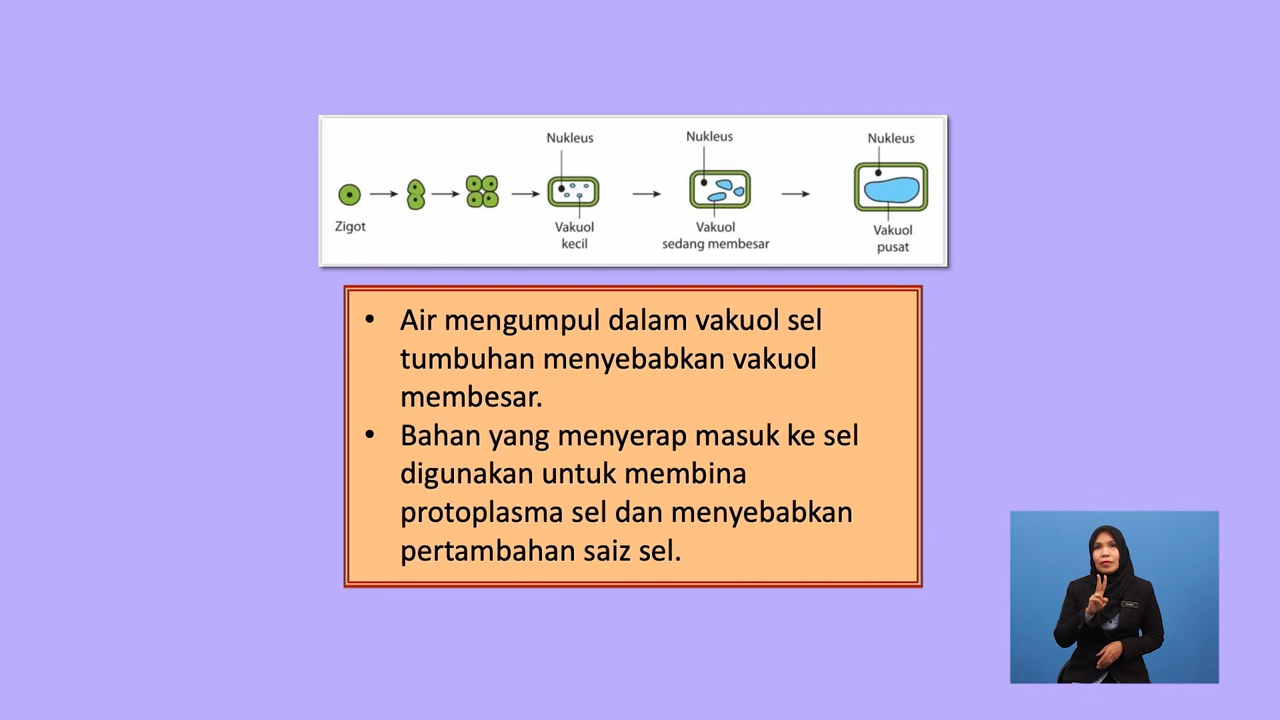 Nukleus
Nukleus
Nukleus
Zigot
Vakuol
kecil
Vakuol
sedang membesar
Vakuol
pusat
• Air mengumpul dalam vakuol sel
tumbuhan menyebabkan vakuol
membesar.
• Bahan yang menyerap masuk ke sel
digunakan untuk membina
protoplasma sel dan menyebabkan
pertambahan saiz sel.